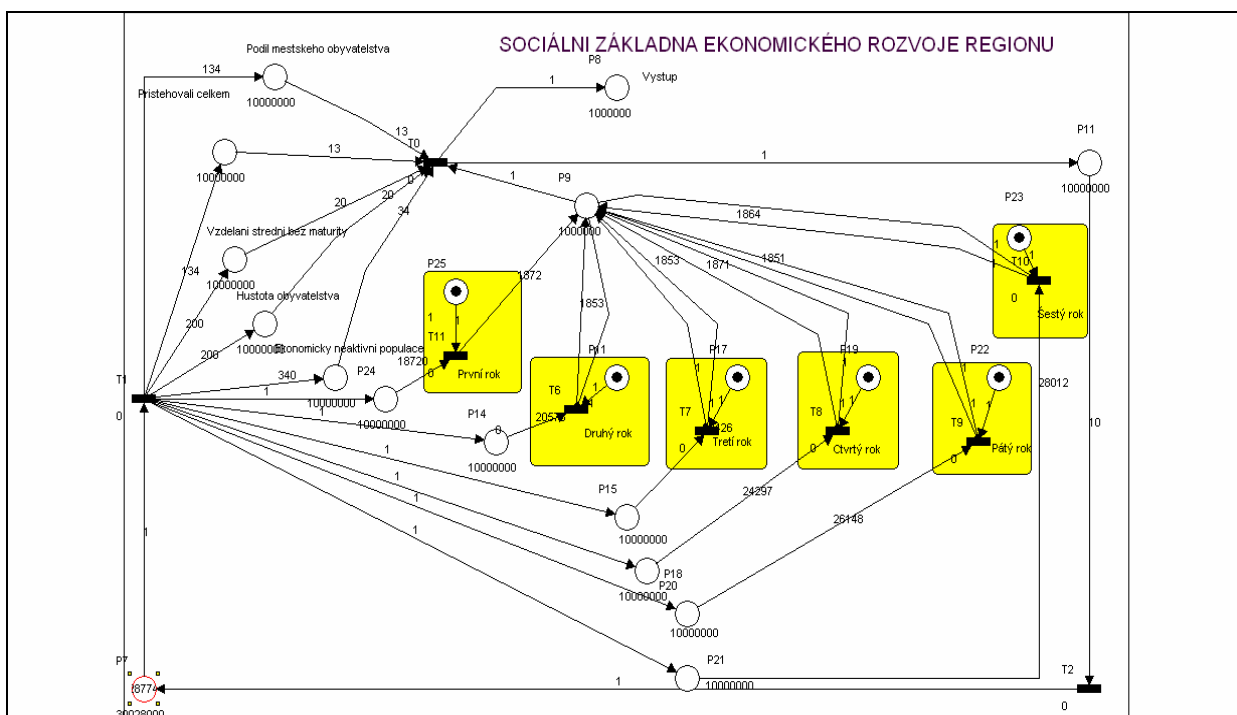 SOCIÁLNI ZÁKLADNA EKONOMICKÉHO ROZVOJE REGIONU
Podil mestskeho obyvatelstva
P8
134
1
Vystup
Pristehovali celkem
10000000
1000000
13
T0
P11
13
1
10000000
0
P9
1
10000000
20
20
P23
34
1000000
1864
Vzdelani stredni bez maturity
1853
1871
1851
1
1
T10
134
P25
1872
1
0
Hustota obyvatelstva
1853
Šestý rok
200
1
1
T11
200
10000000
Ekonomicky neaktivni populace
18720
0
První rok
P11
P17
P19
P22
T1
340
P24
28012
1
10000000
T6
1
1
1
1
0
1
10000000
P14
T7
T8
T9
10
0
Druhý rok
0
Tretí rok
0
Ctvrtý rok
0
Pátý rok
10000000
1
1
P15
24297
1
26148
1
10000000
1
P18
P20
10000000
10000000
P7
P21
T2
10000000
1
0